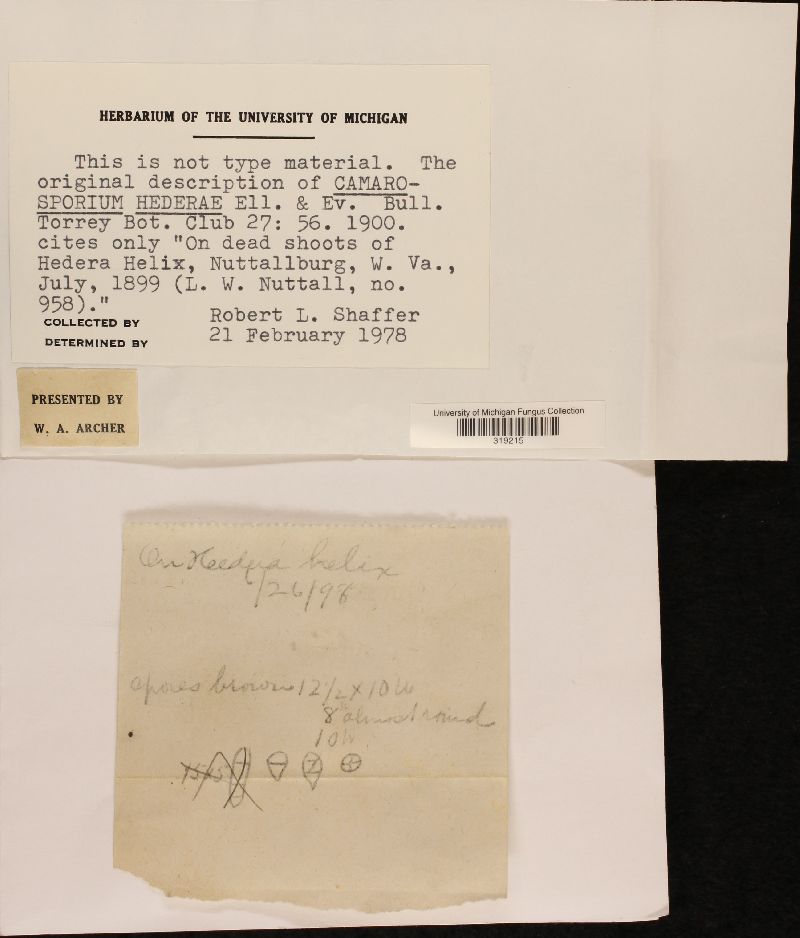 HERBARIUM OF THE UNIVERSITY OF MICHIGAN
This is not type material. The
original description of CAMARO-
SPORIUM HEDERAE Ell. & Ev. Bull.
Torrey Bot. Club 27: 56. 1900.
cites only "On dead shoots of
Hedera Helix, Nuttallburg, W. Va.,
July, 1899 (L. W. Nuttall, no.
958)."
Robert L. Shaffer
COLLECTED BY
21 February 1978
DETERMINED BY
PRESENTED BY
W. A. ARCHER
University of Michigan Fungus Collection
319215
On Heedera helix
/26/98
spores brown 12 1/2 x 10
8 almost round
10